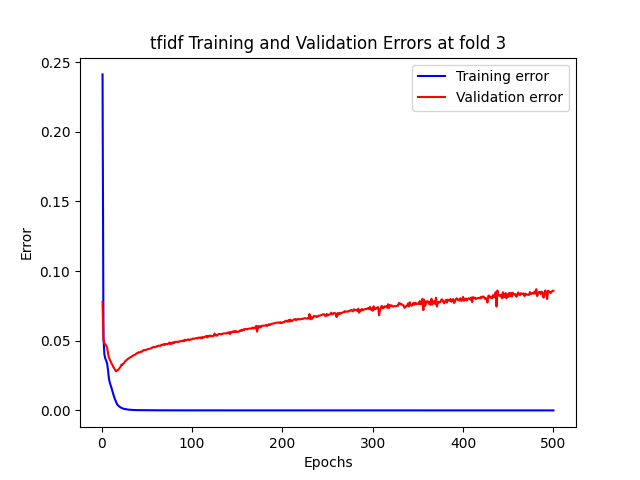 tfidf Training and Validation Errors at fold 3
Training error
Validation error
0.25
0.20
0.15
0.10
0.05
0.00
Error
0
100
200
300
400
500
Epochs